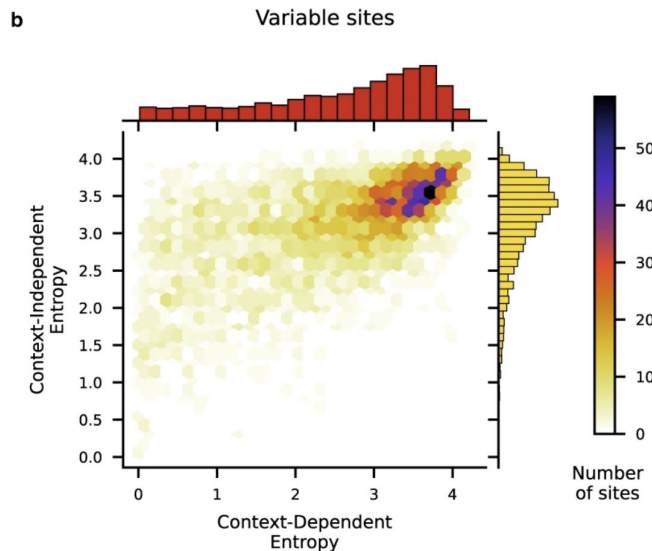 b
Variable sites
4.0
3.5
3.0
2.5
2.0
1.5
1.0
0.5
0.0
Context-Independent
Entropy
0
1
2
3
4
Context-Dependent
Entropy
50
40
30
20
10
0
Number
of sites